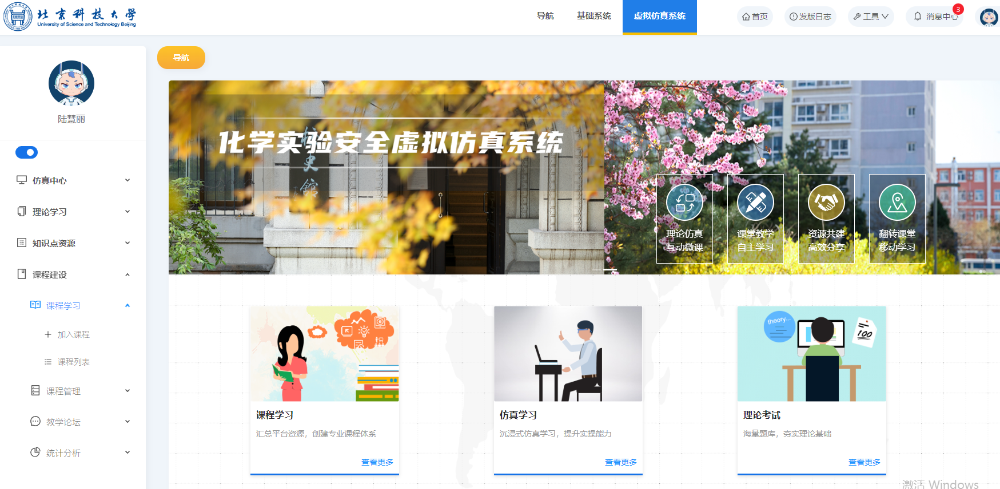 北京科技大学
University of Science and Technology Beijing
导航
基础系统
虚拟仿真系统
首页
发版日志
工具
消息中心
3
陆慧丽
仿真中心
理论学习
知识点资源
课程建设
课程学习
加入课程
课程列表
课程管理
教学论坛
统计分析
导航
化学实验安全虚拟仿真系统
校史馆
理论仿真
互动微课
课堂教学
自主学习
资源共建
高效分享
翻转课堂
移动学习
课程学习
汇总平台资源，创建专业课程体系
查看更多
仿真学习
沉浸式仿真学习，提升实操能力
查看更多
theory...
100
理论考试
海量题库，夯实理论基础
查看更多
激活 Windows